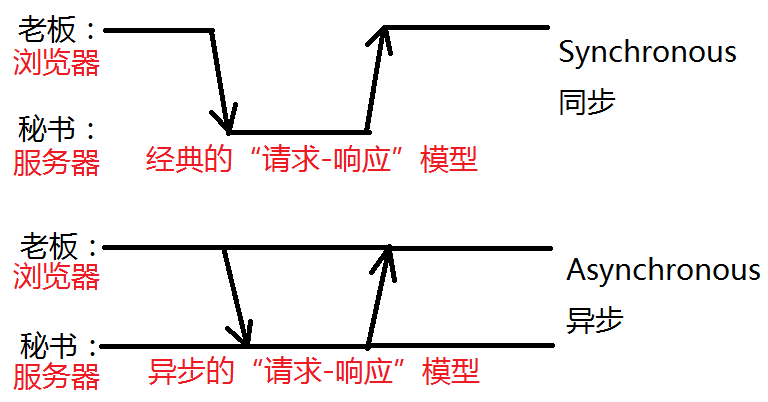 老板：
浏览器
Synchronous
同步
秘书：
服务器
经典的“请求-响应”模型
老板：
浏览器
Asynchronous
异步
秘书：
服务器
异步的“请求-响应”模型